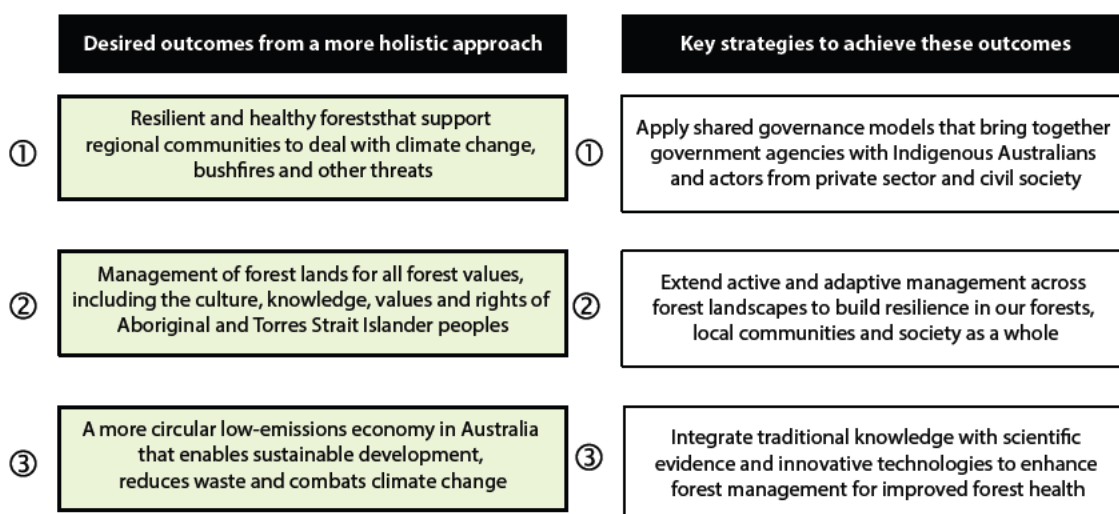 Desired outcomes from a more holistic approach
① Resilient and healthy foreststhat support
regional communities to deal with climate change,
bushfires and other threats
② Management of forest lands for all forest values,
including the culture, knowledge, values and rights of
Aboriginal and Torres Strait Islander peoples
③ A more circular low-emissions economy in Australia
that enables sustainable development,
reduces waste and combats climate change
Key strategies to achieve these outcomes
① Apply shared governance models that bring together
government agencies with Indigenous Australians
and actors from private sector and civil society
② Extend active and adaptive management across
forest landscapes to build resilience in our forests,
local communities and society as a whole
③ Integrate traditional knowledge with scientific
evidence and innovative technologies to enhance
forest management for improved forest health